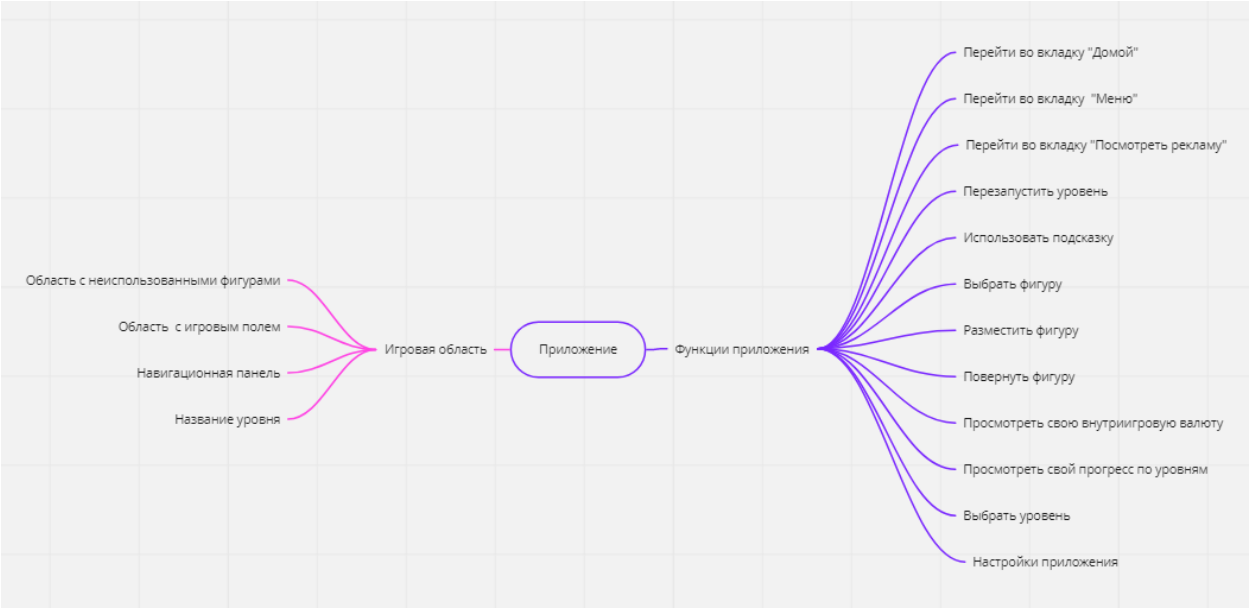 Приложение
Игровая область
Область с неиспользованными фигурами
Область  с игровым полем
Навигационная панель
Название уровня
Функции приложения
Перейти во вкладку "Домой"
Перейти во вкладку  "Меню"
Перейти во вкладку "Посмотреть рекламу"
Перезапустить уровень
Использовать подсказку
Выбрать фигуру
Разместить фигуру
Повернуть фигуру
Просмотреть свою внутриигровую валюту
Просмотреть свой прогресс по уровням
Выбрать уровень
Настройки приложения